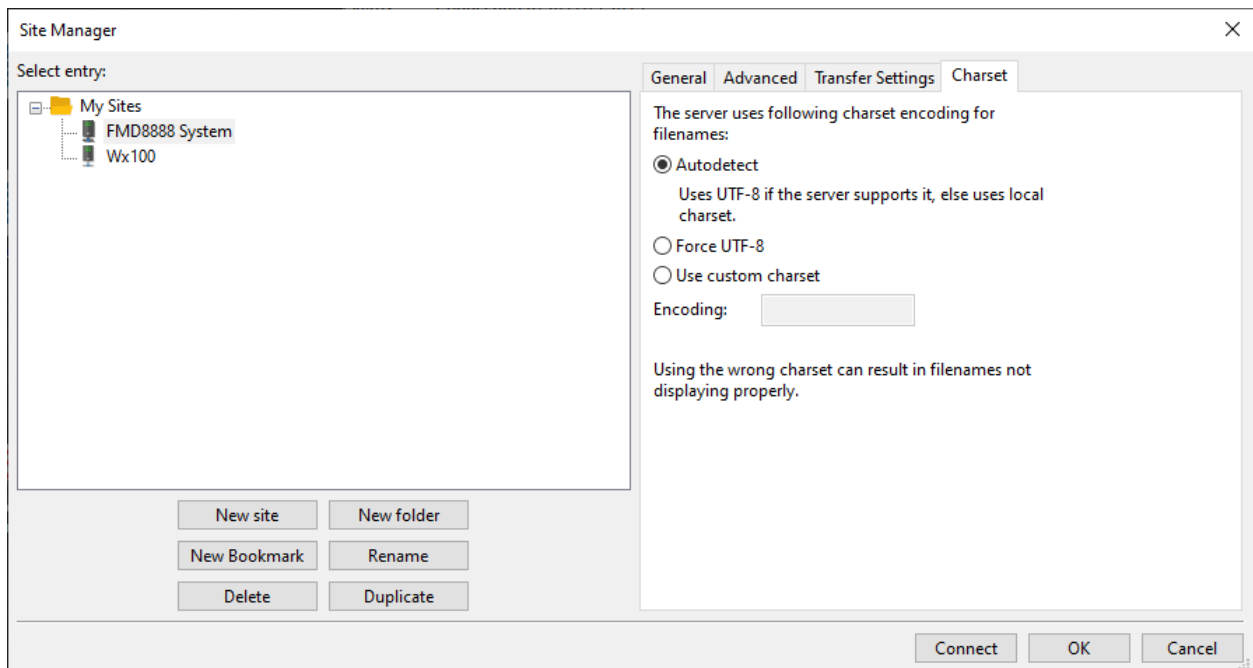 Site Manager
Select entry:
My Sites
FMD8888 System
Wx100
New site
New folder
New Bookmark
Rename
Delete
Duplicate
General
Advanced
Transfer Settings
Charset
The server uses following charset encoding for
filenames:
Autodetect
Uses UTF-8 if the server supports it, else uses local
charset.
Force UTF-8
Use custom charset
Encoding:
Using the wrong charset can result in filenames not
displaying properly.
Connect
OK
Cancel